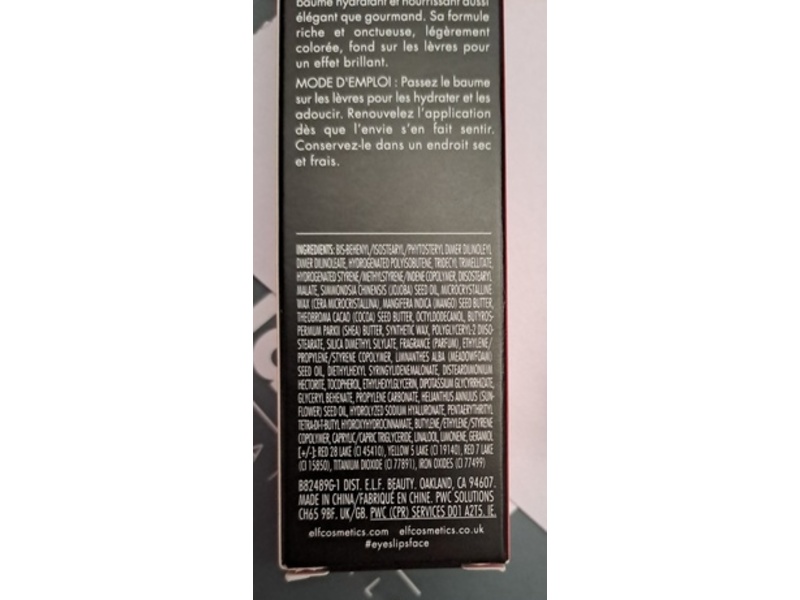 baume hydratant et nourrissant aussi
élégant que gourmand. Sa formule
riche et onctueuse, légèrement
colorée, fond sur les lèvres pour
un effet brillant.
MODE D'EMPLOI : Passez le baume
sur les lèvres pour les hydrater et les
adoucir. Renouvelez l'application
dès que l'envie s'en fait sentir.
Conservez-le dans un endroit sec
et frais.
INGREDIENTS: BIS-BEHENYL/ISOSTEARYL/PHYTOSTERYL DIMER DILINOLEYL
DIMER DILINOLEATE, HYDROGENATED POLYISOBUTENE, TRIDECYL TRIMELLITATE,
HYDROGENATED STYRENE/METHYLSTYRENE/INDENE COPOLYMER, DIISOSTEARYL
MALATE, SIMMONDSIA CHINENSIS (JOJOBA) SEED OIL, MICROCRYSTALLINE
WAX (CERA MICROCRISTALLINA), MANGIFERA INDICA (MANGO) SEED BUTTER,
THEOBROMA CACAO (COCOA) SEED BUTTER, OCTYLDODECANOL, BUTYROS-
PERMUM PARKII (SHEA) BUTTER, SYNTHETIC WAX, POLYGLYCERYL-2 DIISO-
STEARATE, SILICA DIMETHYL SILYLATE, FRAGRANCE (PARFUM), ETHYLENE/
PROPYLENE/STYRENE COPOLYMER, LIMNANTHES ALBA (MEADOWFOAM)
SEED OIL, DIETHYLHEXYL SYRINGYLIDENEMALONATE, DISTEARDIMONIUM
HECTORITE, TOCOPHEROL, ETHYLHEXYLGLYCERIN, DIPOTASSIUM GLYCYRRHIZATE,
GLYCERYL BEHENATE, PROPYLENE CARBONATE, HELIANTHUS ANNUUS (SUN-
FLOWER) SEED OIL, HYDROLYZED SODIUM HYALURONATE, PENTAERYTHRITYL
TETRA-DI-T-BUTYL HYDROXYHYDROCINNAMATE, BUTYLENE/ETHYLENE/STYRENE
COPOLYMER, CAPRYLIC/CAPRIC TRIGLYCERIDE, LINALOOL, LIMONENE, GERANIOL
[+/-]: RED 28 LAKE (CI 45410), YELLOW 5 LAKE (CI 19140), RED 7 LAKE
(CI 15850), TITANIUM DIOXIDE (CI 77891), IRON OXIDES (CI 77499)
B82489G-1 DIST. E.L.F. BEAUTY. OAKLAND, CA 94607.
MADE IN CHINA/FABRIQUÉ EN CHINE. PWC SOLUTIONS
CH65 9BF. UK/GB. PWC (CPR) SERVICES D01 A2T5. IE.
elfcosmetics.com elfcosmetics.co.uk
#eyeslipsface